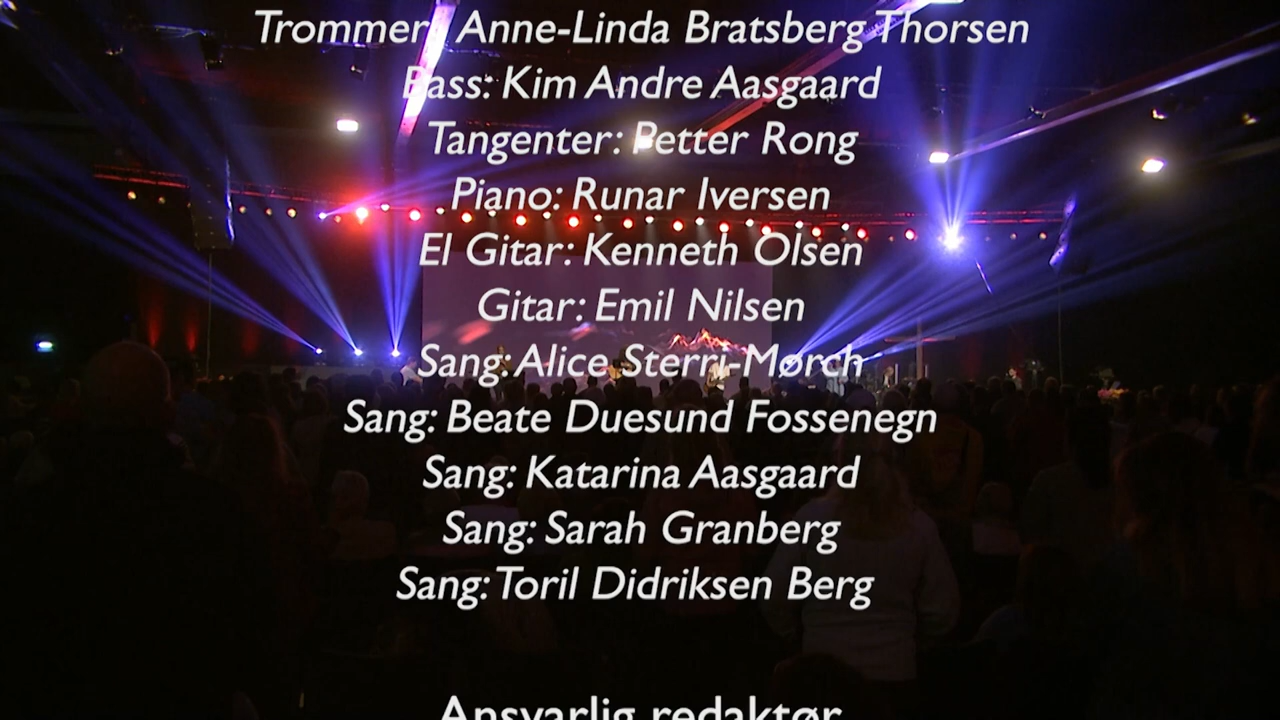 Trommer: Anne-Linda Bratsberg Thorsen
Bass: Kim Andre Aasgaard
Tangenter: Petter Rong
Piano: Runar Iversen
El Gitar: Kenneth Olsen
Gitar: Emil Nilsen
Sang: Alice Sterri-Mørch
Sang: Beate Duesund Fossenegn
Sang: Katarina Aasgaard
Sang: Sarah Granberg
Sang: Toril Didriksen Berg
Ansvarlig redaktør